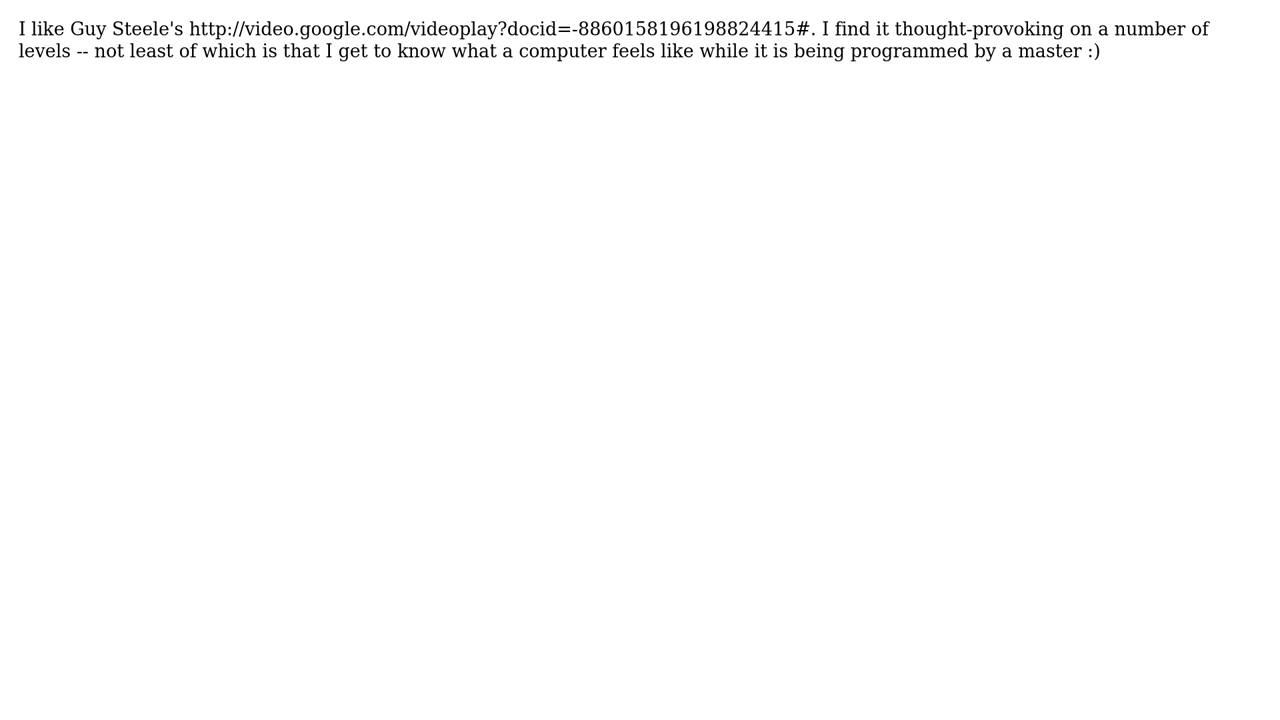 I like Guy Steele's http://video.google.com/videoplay?docid=-8860158196198824415#. I find it thought-provoking on a number of
levels -- not least of which is that I get to know what a computer feels like while it is being programmed by a master :)